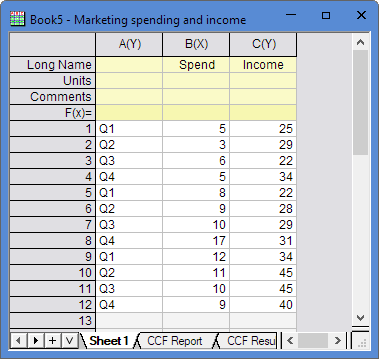 Book5 - Marketing spending and income
A(Y) B(X) C(Y)
Long Name Spend Income
Units
Comments
F(x)=
1 Q1 5 25
2 Q2 3 29
3 Q3 6 22
4 Q4 5 34
5 Q1 8 22
6 Q2 9 28
7 Q3 10 29
8 Q4 17 31
9 Q1 12 34
10 Q2 11 45
11 Q3 10 45
12 Q4 9 40
13
Sheet1 CCF Report CCF Resu